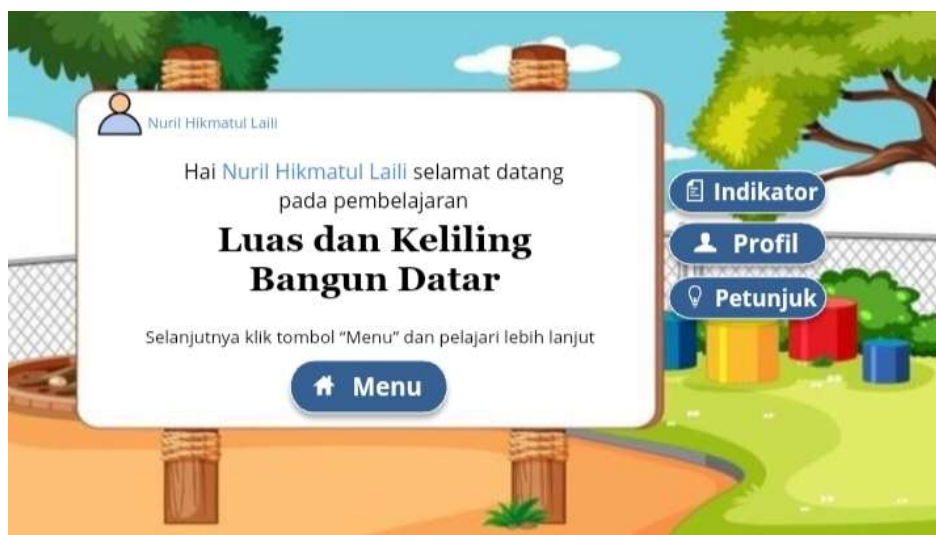 Nuril Hikmatul Laili
Hai Nuril Hikmatul Laili selamat datang
pada pembelajaran
Luas dan Keliling
Bangun Datar
Selanjutnya klik tombol “Menu” dan pelajari lebih lanjut
Menu
Indikator
Profil
Petunjuk